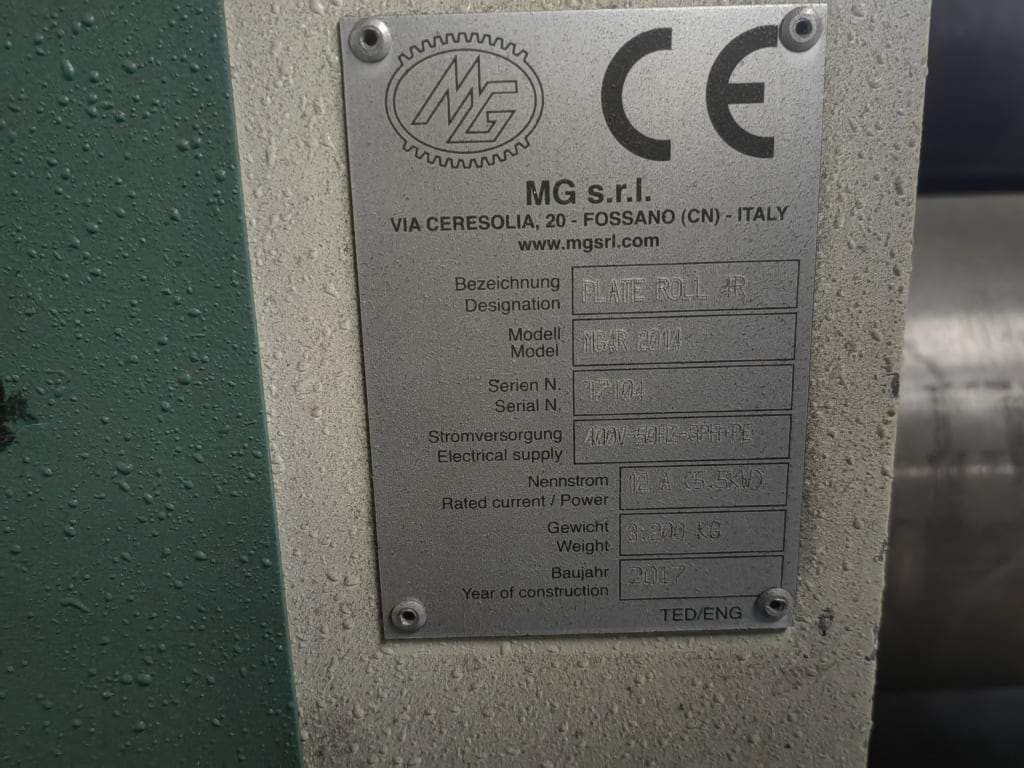 MG
CE
MG s.r.l.
VIA CERESOLIA, 20 - FOSSANO (CN) - ITALY
www.mgsrl.com
Bezeichnung
Designation
PLATE ROLL 4R
Modell
Model
MG4R 2014
Serien N.
Serial N.
17104
Stromversorgung
Electrical supply
400V-50HZ-3PH+PE
Nennstrom
Rated current / Power
12 A (5.5KW)
Gewicht
Weight
KG
Baujahr
Year of construction
2017
TED/ENG